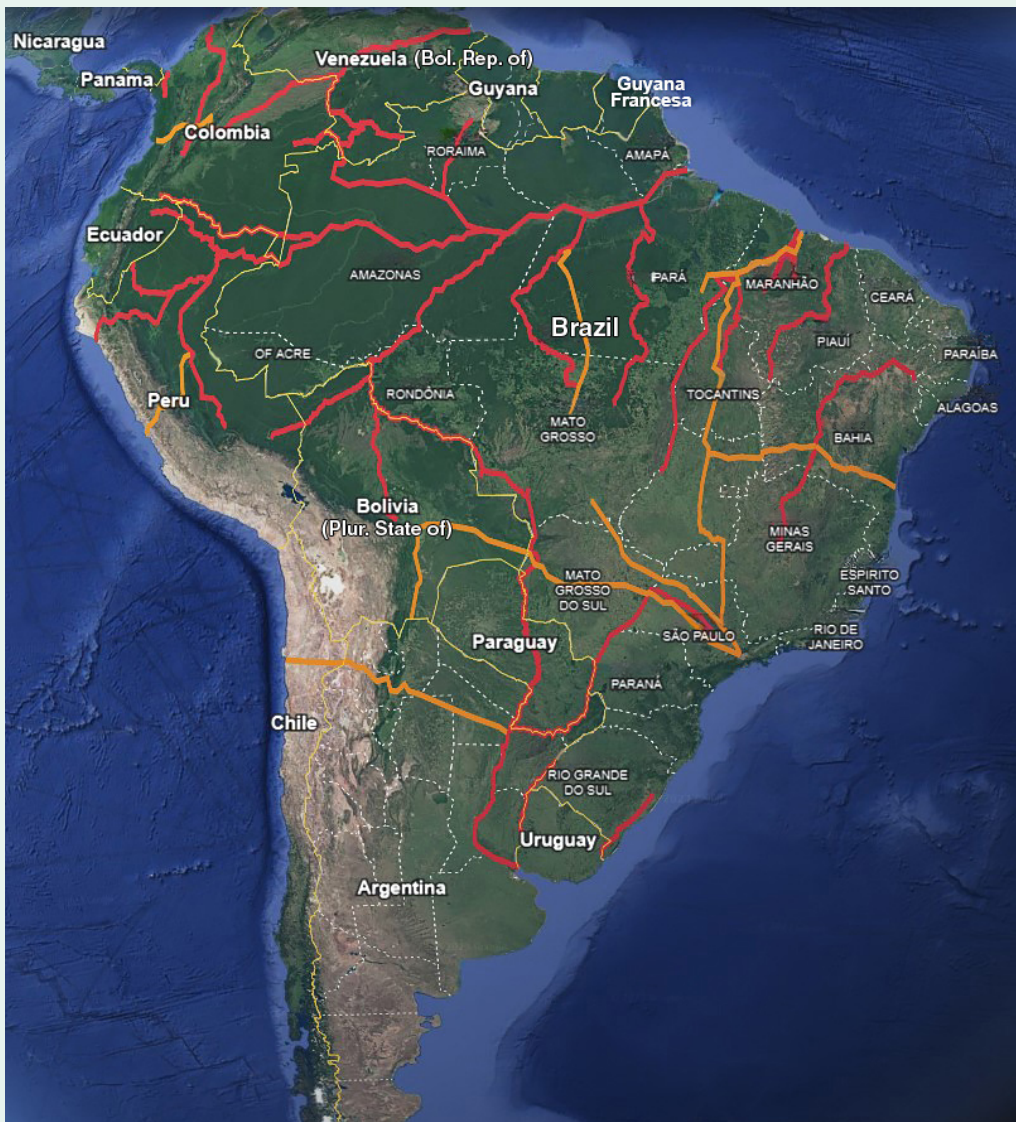 Nicaragua
Venezuela (Bol. Rep. of)
Panama
Guyana
Guyana
Francesa
Colombia
RORAIMA
AMAPÁ
Ecuador
AMAZONAS
PARÁ
MARANHÃO
CEARÁ
Brazil
PIAUÍ
OF ACRE
PARAÍBA
RONDÔNIA
TOCANTINS
Peru
ALAGOAS
MATO
GROSSO
BAHIA
Bolivia
(Plur. State of)
MINAS
GERAIS
MATO
GROSSO
DO SUL
ESPIRITO
SANTO
SÃO PAULO
RIO DE
JANEIRO
Paraguay
PARANÁ
Chile
RIO GRANDE
DO SUL
Uruguay
Argentina